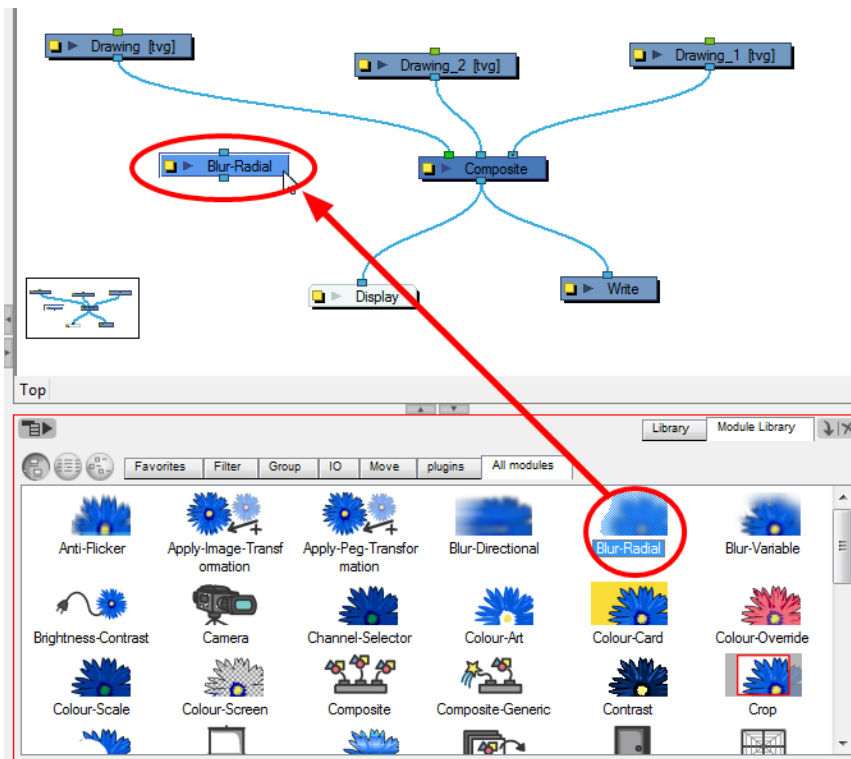 Drawing [tvg]
Drawing_2 [tvg]
Drawing_1 [tvg]
Blur-Radial
Composite
Display
Write
Top
Library
Module Library
Favorites
Filter
Group
IO
Move
plugins
All modules
Anti-Flicker
Apply-Image-Transf
ormation
Apply-Peg-Transfor
mation
Blur-Directional
Blur-Radial
Blur-Variable
Brightness-Contrast
Camera
Channel-Selector
Colour-Art
Colour-Card
Colour-Override
Colour-Scale
Colour-Screen
Composite
Composite-Generic
Contrast
Crop